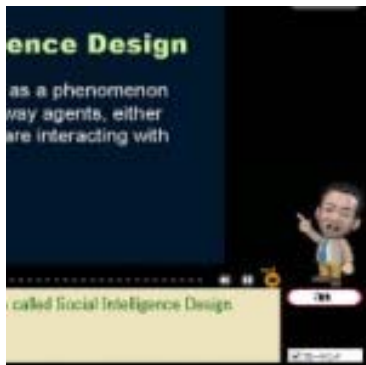 ence Design
as a phenomenon
way agents, either
are interacting with
called Social Intelligence Design